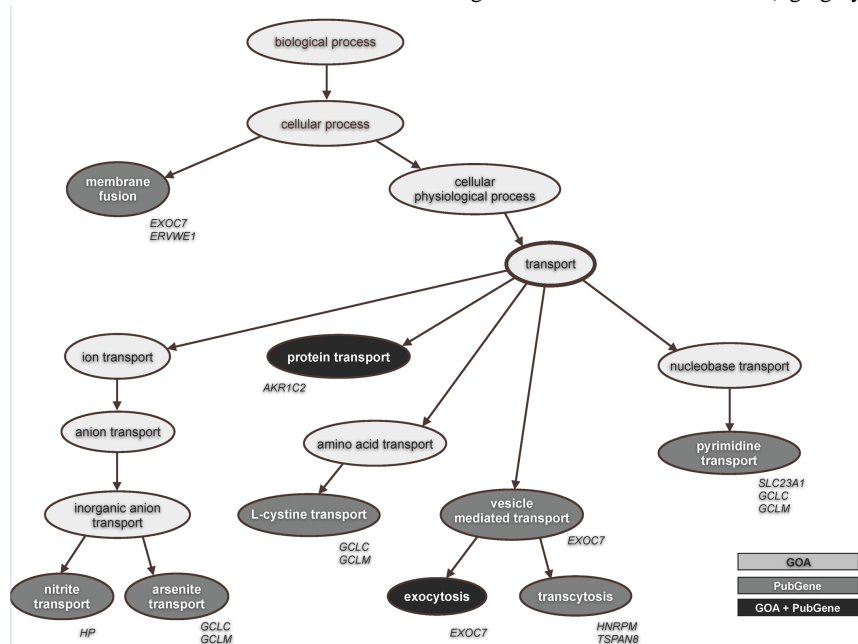 biological process
cellular process
membrane
fusion
EXOC7
ERVWE1
cellular
physiological process
transport
ion transport
protein transport
AKR1C2
nucleobase transport
anion transport
amino acid transport
pyrimidine
transport
SLC23A1
GCLC
GCLM
inorganic anion
transport
L-cystine transport
GCLC
GCLM
vesicle
mediated transport
EXOC7
nitrite
transport
HP
arsenite
transport
GCLC
GCLM
exocytosis
EXOC7
transcytosis
HNRPM
TSPAN8
GOA
PubGene
GOA + PubGene